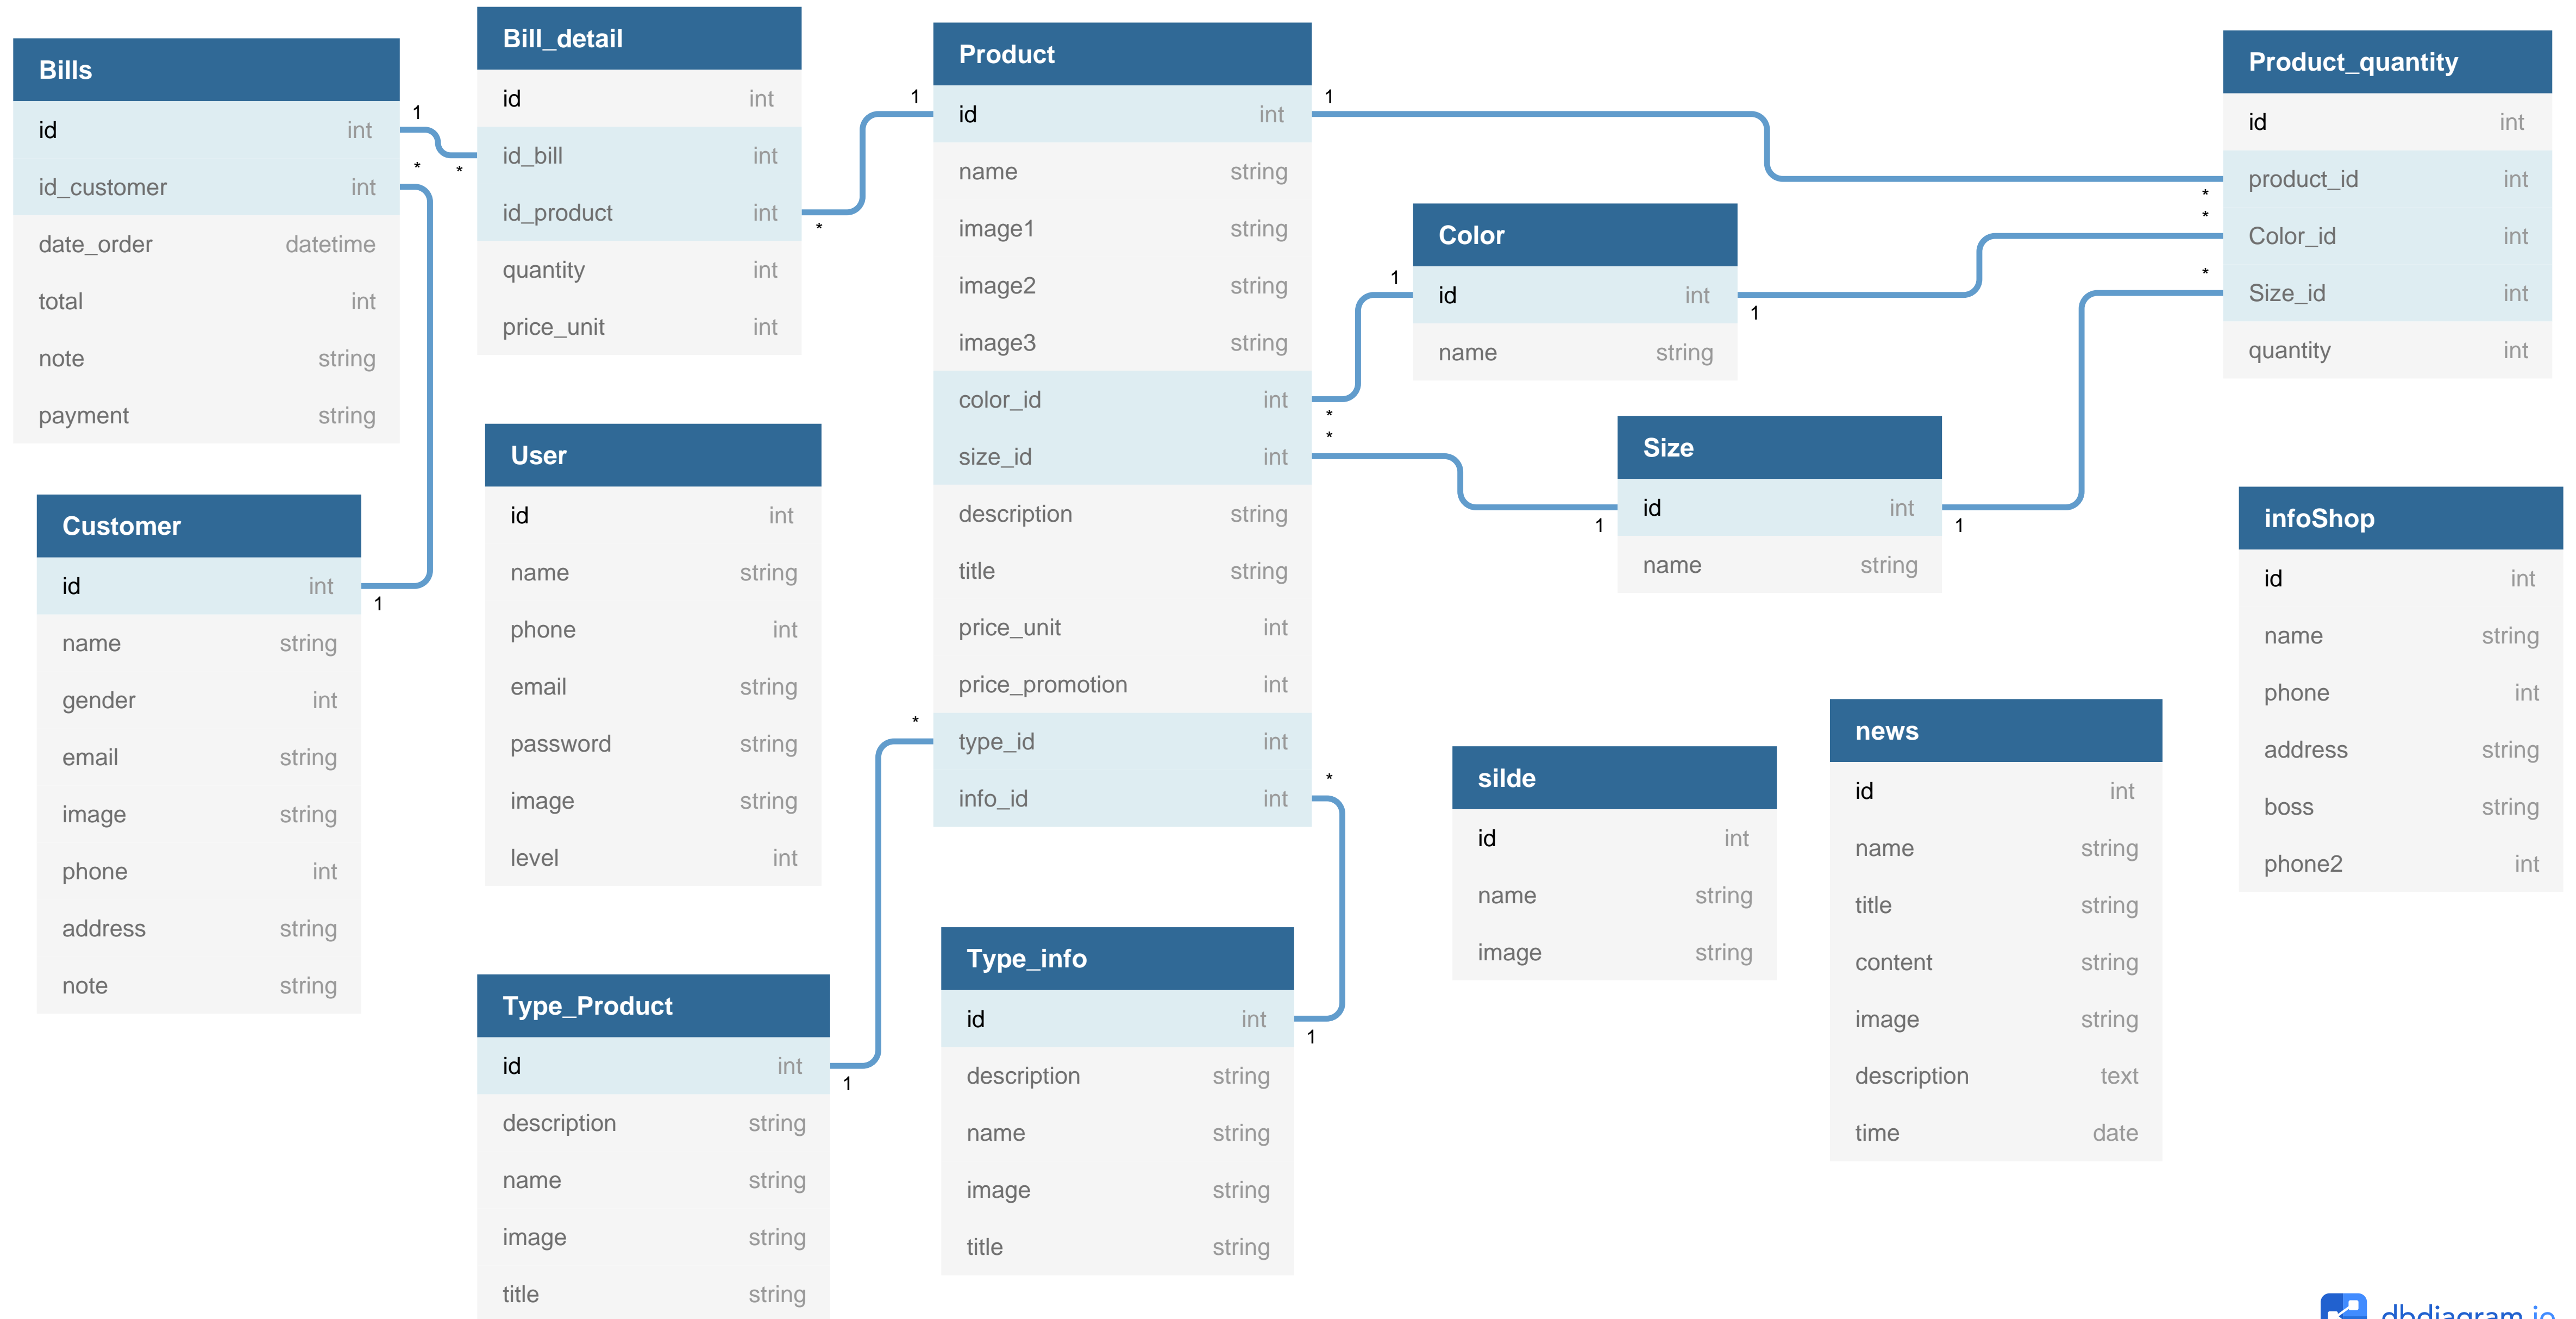 Bills
id int
id_customer int
date_order datetime
total int
note string
payment string
Customer
id int
name string
gender int
email string
image string
phone int
address string
note string
Bill_detail
id int
id_bill int
id_product int
quantity int
price_unit int
User
id int
name string
phone int
email string
password string
image string
level int
Type_Product
id int
description string
name string
image string
title string
Product
id int
name string
image1 string
image2 string
image3 string
color_id int
size_id int
description string
title string
price_unit int
price_promotion int
type_id int
info_id int
Type_info
id int
description string
name string
image string
title string
Color
id int
name string
Size
id int
name string
silde
id int
name string
image string
news
id int
name string
title string
content string
image string
description text
time date
Product_quantity
id int
product_id int
Color_id int
Size_id int
quantity int
infoShop
id int
name string
phone int
address string
boss string
phone2 int
1
*
*
1
1
*
1
*
*
1
1
*
*
1
1
*
*
1
*
1
dbdiagram.io